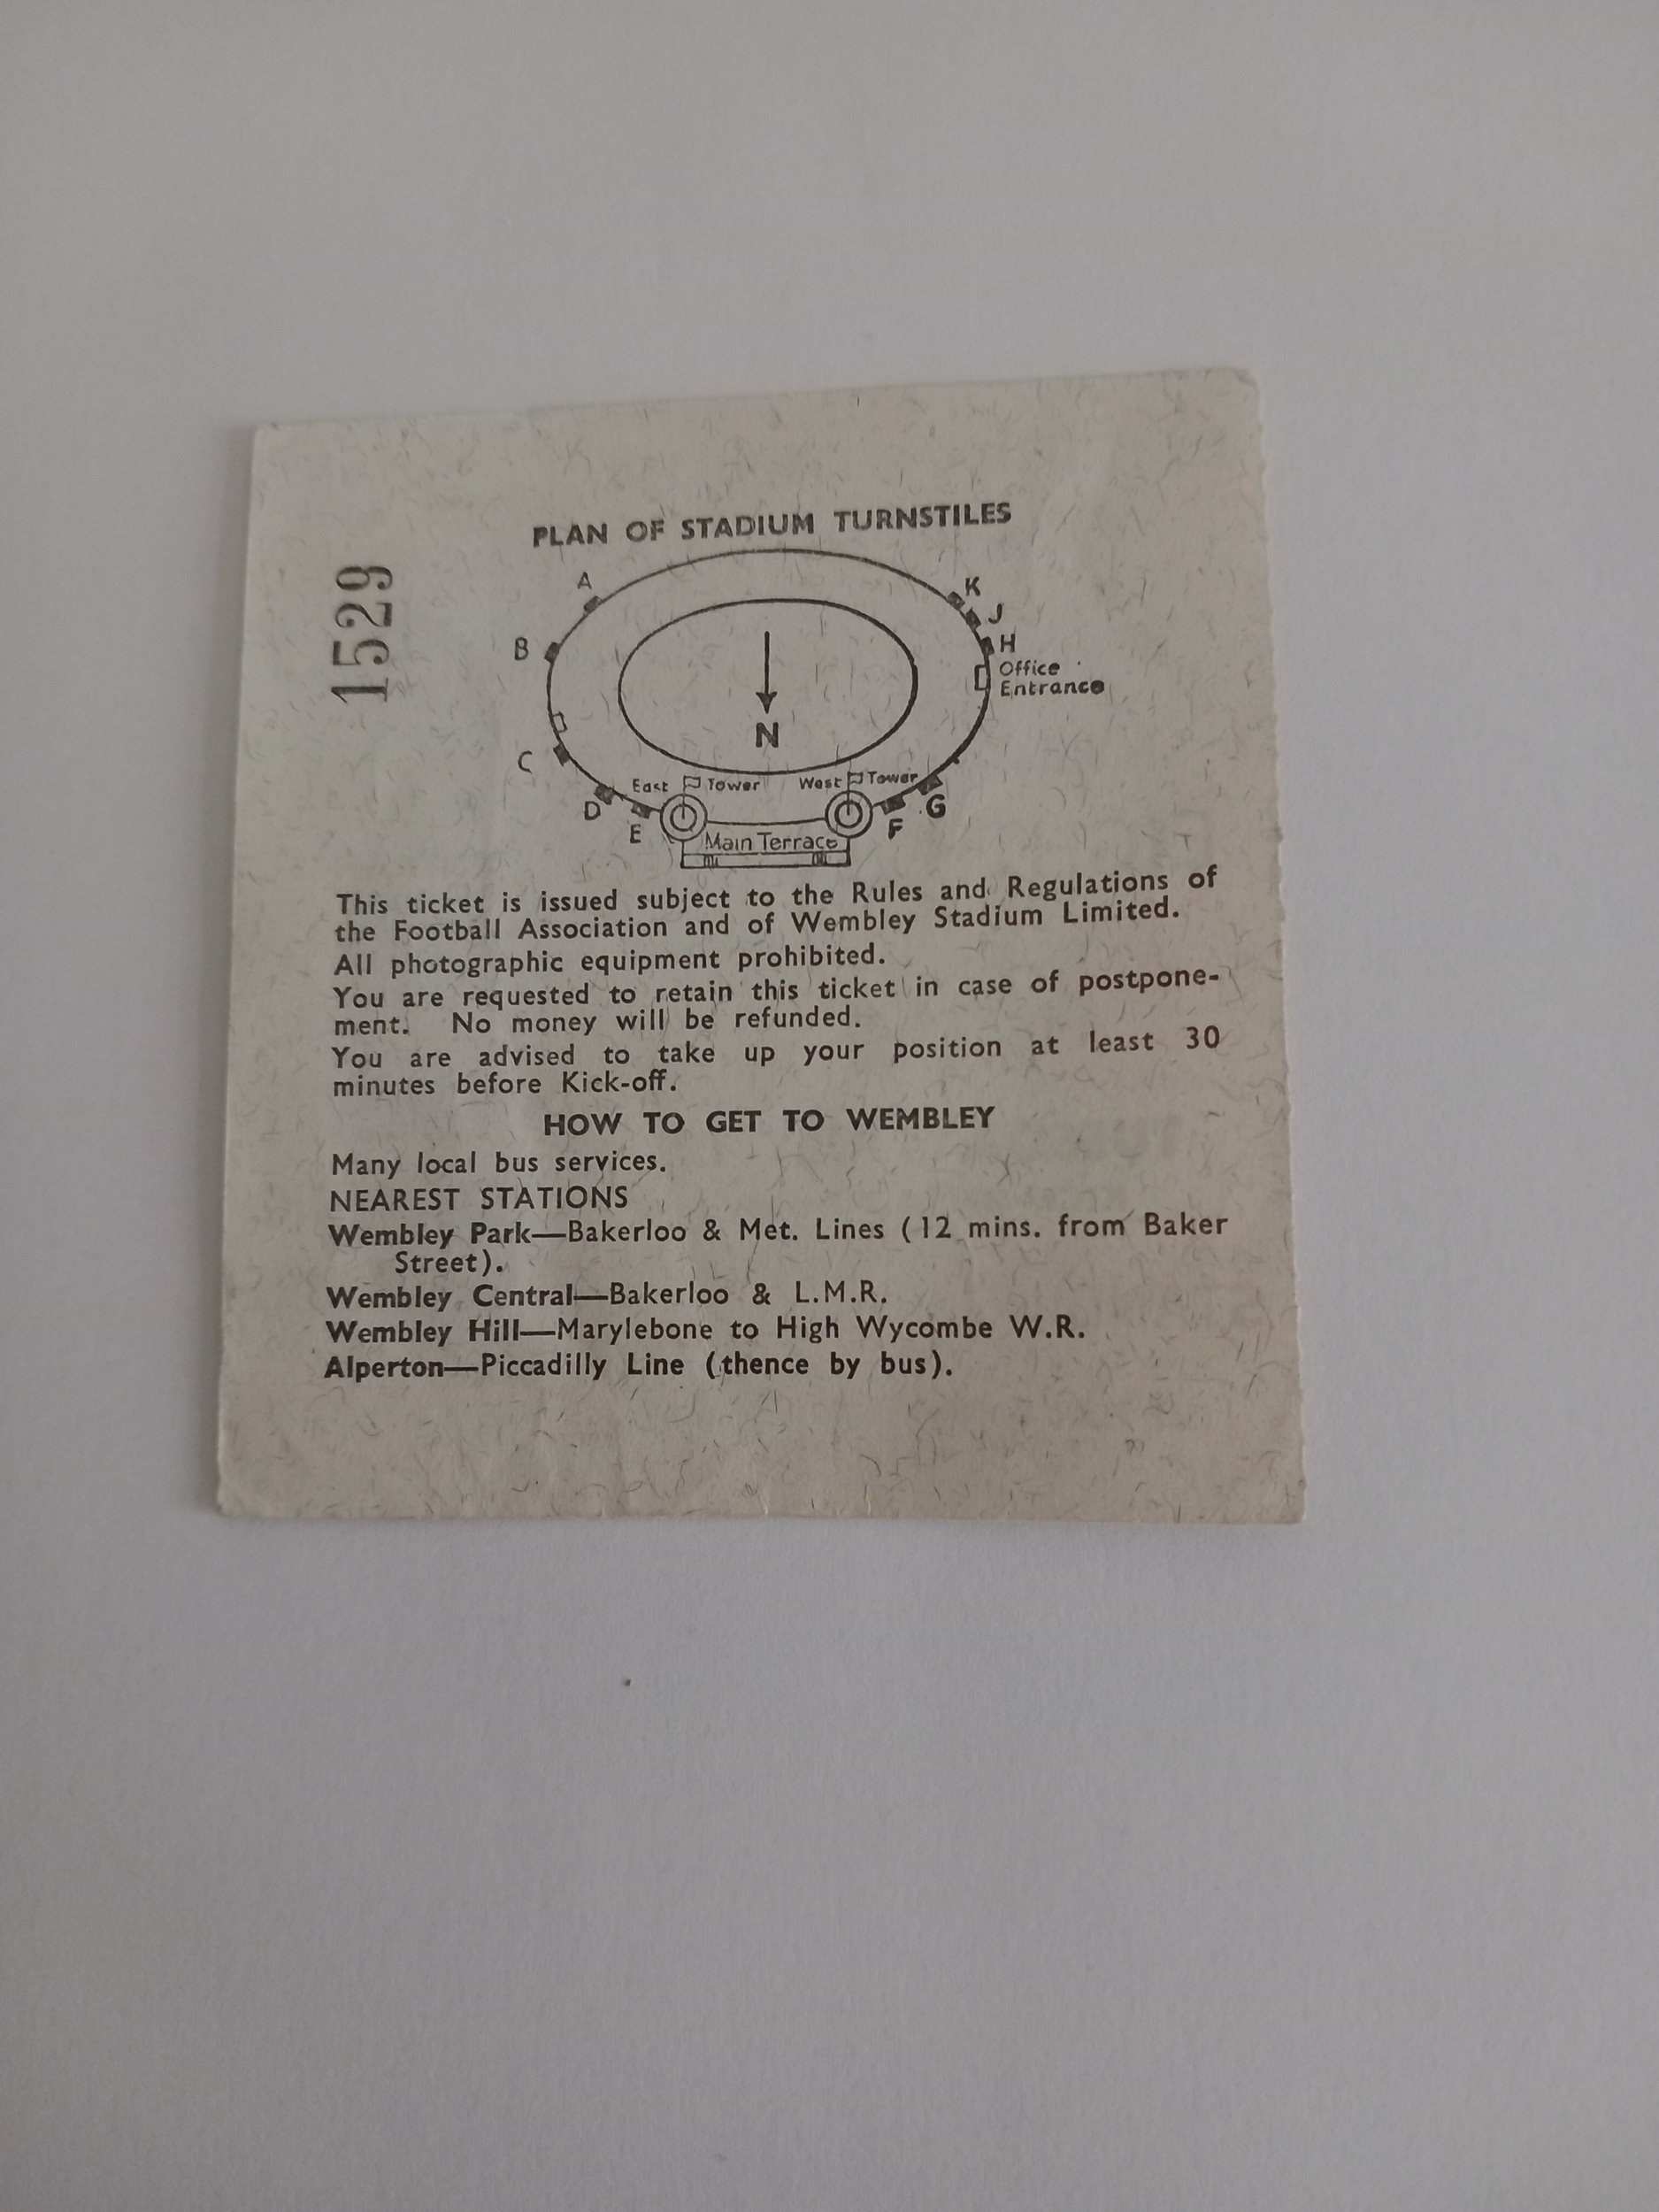 PLAN OF STADIUM TURNSTILES
1529
A
K
J
B
H
Office
Entrance
N
C
East Tower
West Tower
D
G
E
F
Main Terrace
This ticket is issued subject to the Rules and Regulations of
the Football Association and of Wembley Stadium Limited.
All photographic equipment prohibited.
You are requested to retain this ticket in case of postpone-
ment. No money will be refunded.
You are advised to take up your position at least 30
minutes before Kick-off.
HOW TO GET TO WEMBLEY
Many local bus services.
NEAREST STATIONS
Wembley Park—Bakerloo & Met. Lines (12 mins. from Baker
Street).
Wembley Central—Bakerloo & L.M.R.
Wembley Hill—Marylebone to High Wycombe W.R.
Alperton—Piccadilly Line (thence by bus).